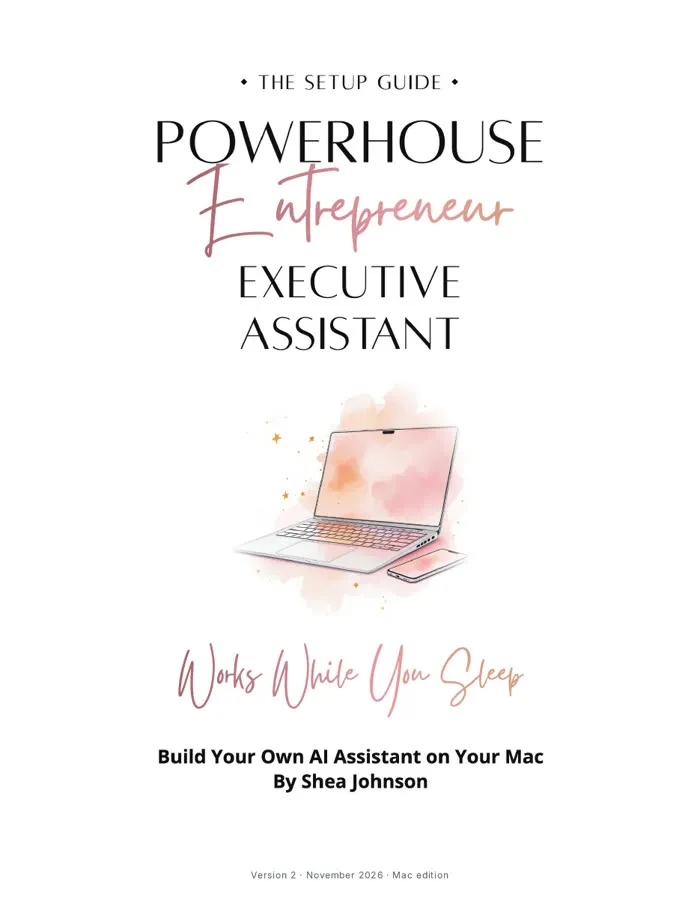 THE SETUP GUIDE
POWERHOUSE
Entrepreneur
EXECUTIVE
ASSISTANT
Works While You Sleep
Build Your Own AI Assistant on Your Mac
By Shea Johnson
Version 2 · November 2026 · Mac edition